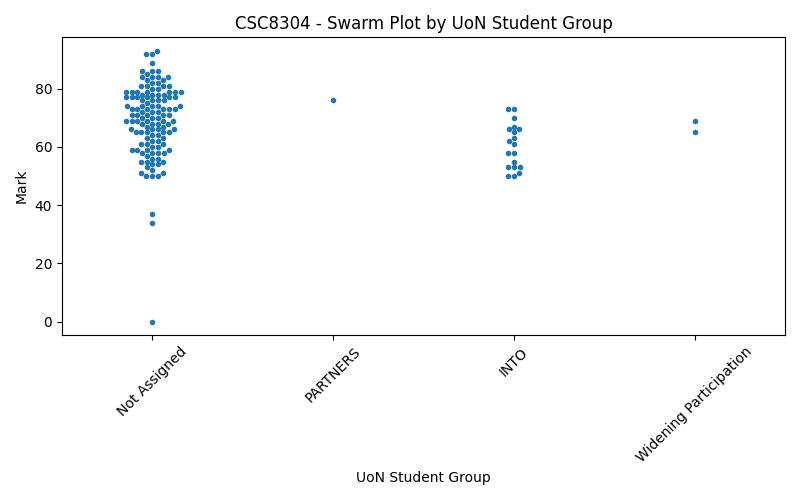 CSC8304 - Swarm Plot by UoN Student Group
Mark
80
60
40
20
0
Not Assigned
PARTNERS
INTO
Widening Participation
UoN Student Group